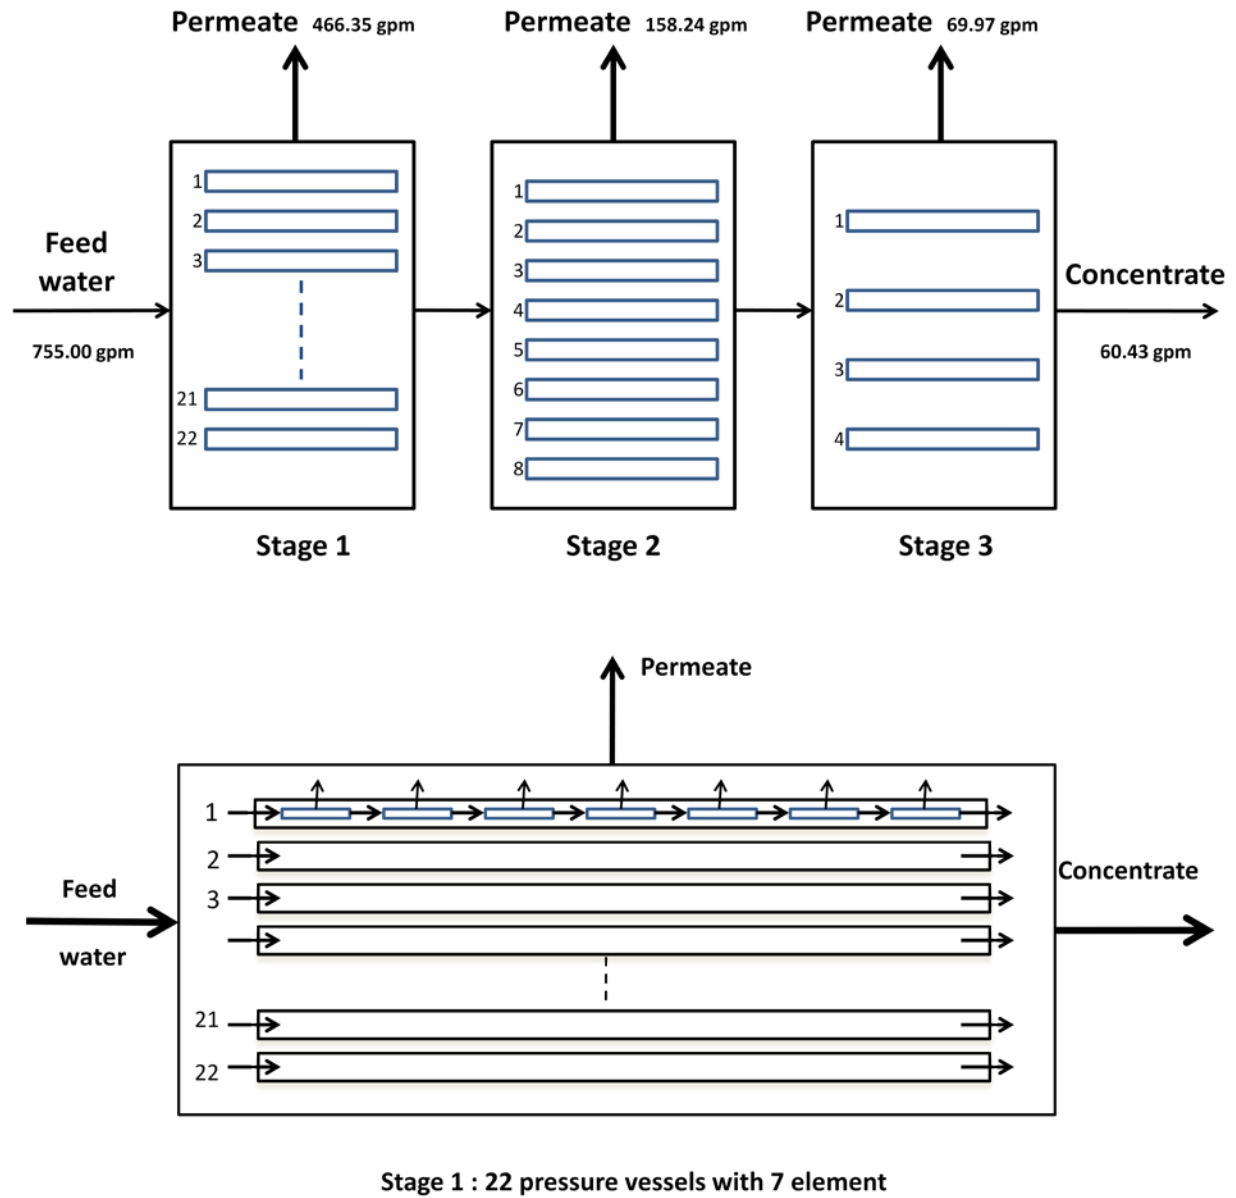 Permeate 466.35 gpm
Permeate 158.24 gpm
Permeate 69.97 gpm
Feed
water
755.00 gpm
1
2
3
21
22
1
2
3
4
5
6
7
8
1
2
3
4
Concentrate
60.43 gpm
Stage 1
Stage 2
Stage 3
Permeate
Feed
water
1
2
3
21
22
Concentrate
Stage 1 : 22 pressure vessels with 7 element